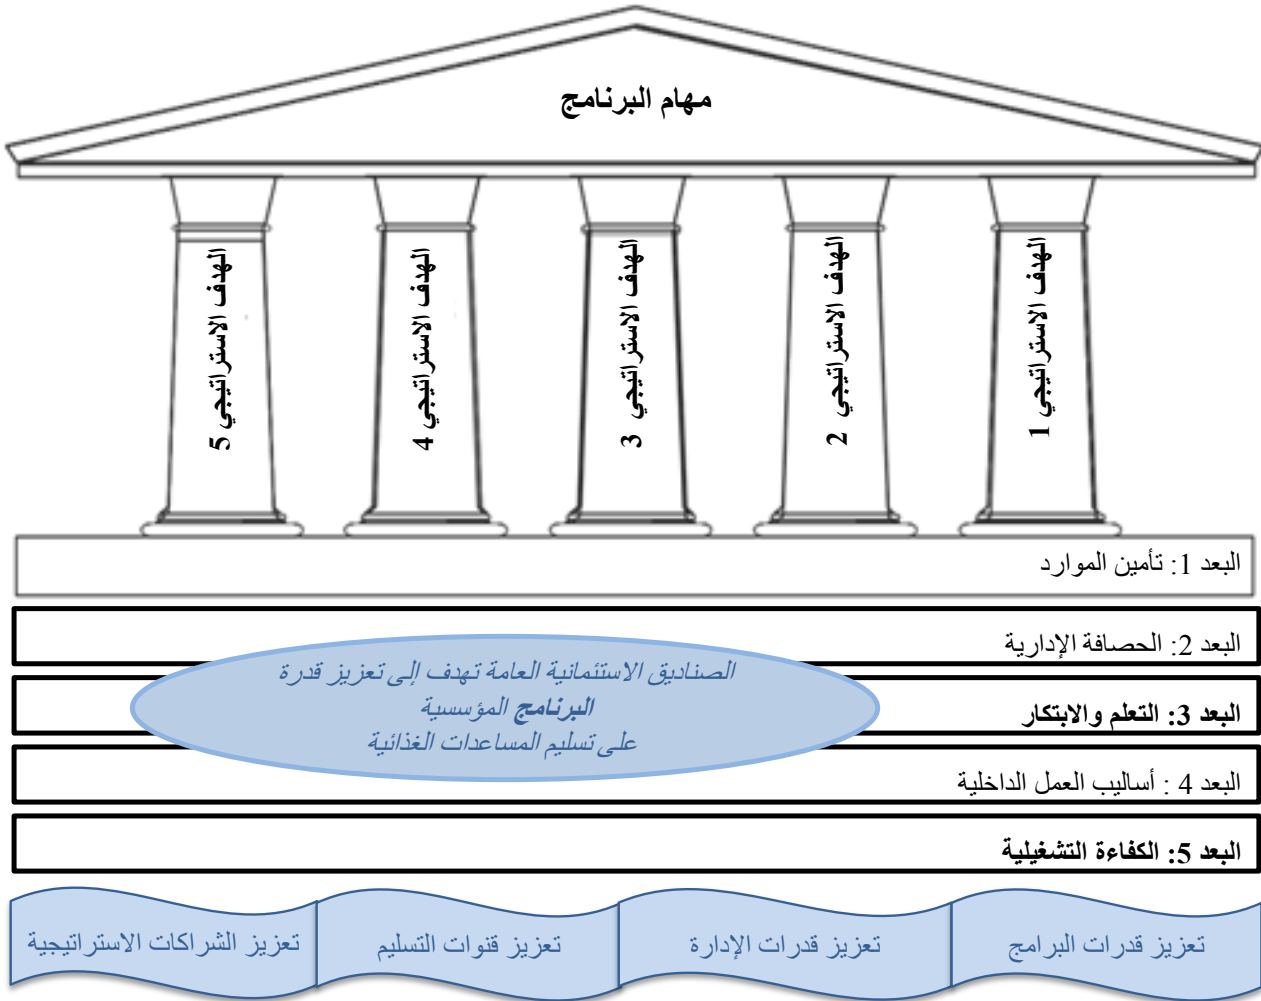 مهام البرنامج
الهدف الاستراتيجي 1
الهدف الاستراتيجي 2
الهدف الاستراتيجي 3
الهدف الاستراتيجي 4
الهدف الاستراتيجي 5
البعد 1: تأمين الموارد
البعد 2: الحصافة الإدارية
الصناديق الاستئمانية العامة تهدف إلى تعزيز قدرة
البرنامج المؤسسية
على تسليم المساعدات الغذائية
البعد 3: التعلم والابتكار
البعد 4 : أساليب العمل الداخلية
البعد 5: الكفاءة التشغيلية
تعزيز قدرات البرامج
تعزيز قدرات الإدارة
تعزيز قنوات التسليم
تعزيز الشراكات الاستراتيجية